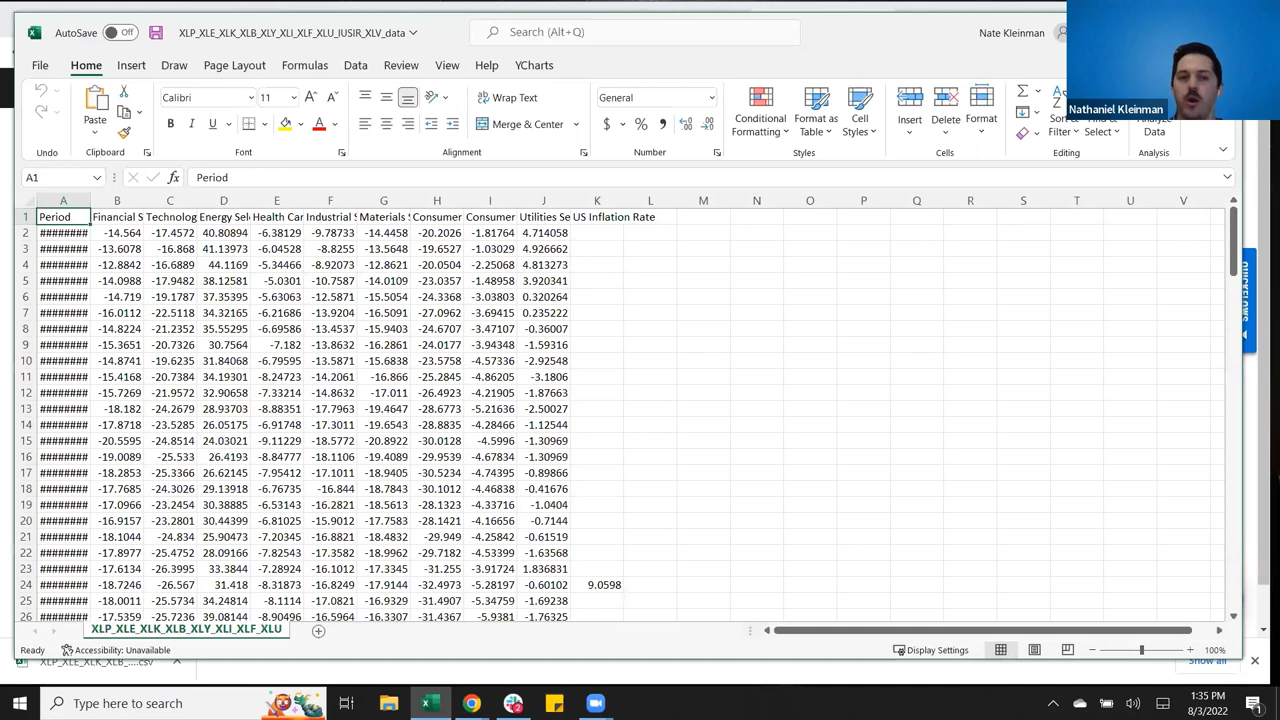 AutoSave Off XLP_XLE_XLK_XLB_XLY_XLI_XLF_XLU_IUSIR_XLV_data Search (Alt+Q) Nate Kleinman
File Home Insert Draw Page Layout Formulas Data Review View Help YCharts
Nathaniel Kleinman
Paste Calibri 11 Wrap Text General Conditional Formatting Format as Table Cell Styles Insert Delete Format Sort & Select Analyze Data
B I U Merge & Center $ %
Undo Clipboard Font Alignment Number Styles Cells Editing Analysis
A1 fx Period
A B C D E F G H I J K L M N O P Q R S T U V
1 Period Financial S Technolog Energy Sel Health Car Industrial S Materials S Consumer Consumer Utilities Se US Inflation Rate
2 ######## -14.564 -17.4572 40.80894 -6.38129 -9.78733 -14.4458 -20.2026 -1.81764 4.714058
3 ######## -13.6078 -16.868 41.13973 -6.04528 -8.8255 -13.5648 -19.6527 -1.03029 4.926662
4 ######## -12.8842 -16.6889 44.1169 -5.34466 -8.92073 -12.8621 -20.0504 -2.25068 4.813273
5 ######## -14.0988 -17.9482 38.12581 -5.0301 -10.7587 -14.0109 -23.0357 -1.48958 3.920341
6 ######## -14.719 -19.1787 37.35395 -5.63063 -12.5871 -15.5054 -24.3368 -3.03803 0.320264
7 ######## -16.0112 -22.5118 34.32165 -6.21686 -13.9204 -16.5091 -27.0962 -3.69415 0.235222
8 ######## -14.8224 -21.2352 35.55295 -6.69586 -13.4537 -15.9403 -24.6707 -3.47107 -0.36007
9 ######## -15.3651 -20.7326 30.7564 -7.182 -13.8632 -16.2861 -24.0177 -3.94348 -1.59316
10 ######## -14.8741 -19.6235 31.84068 -6.79595 -13.5871 -15.6838 -23.5758 -4.57336 -2.92548
11 ######## -15.4168 -20.7384 34.19301 -8.24723 -14.2061 -16.866 -25.2845 -4.86205 -3.1806
12 ######## -15.7269 -21.9572 32.90658 -7.33214 -14.8632 -17.011 -26.4923 -4.21905 -1.87663
13 ######## -18.182 -24.2679 28.93703 -8.88351 -17.7963 -19.4647 -28.6773 -5.21636 -2.50027
14 ######## -17.8718 -23.5285 26.05175 -6.91748 -17.3011 -19.6543 -28.8835 -4.28466 -1.12544
15 ######## -20.5595 -24.8514 24.03021 -9.11229 -18.5772 -20.8922 -30.0128 -4.5996 -1.30969
16 ######## -19.0089 -25.533 26.4193 -8.84777 -18.1106 -19.4089 -29.9539 -4.67834 -1.30969
17 ######## -18.2853 -25.3366 26.62145 -7.95412 -17.1011 -18.9405 -30.5234 -4.74395 -0.89866
18 ######## -17.7685 -24.3026 29.13918 -6.76735 -16.844 -18.7843 -30.1012 -4.46838 -0.41676
19 ######## -17.0966 -23.2454 30.38885 -6.53143 -16.2821 -18.5613 -28.1323 -4.33716 -1.0404
20 ######## -16.9157 -23.2801 30.44399 -6.81025 -15.9012 -17.7583 -28.1421 -4.16656 -0.7144
21 ######## -18.1044 -24.834 25.90473 -7.20345 -16.8821 -18.4832 -29.949 -4.25842 -0.61519
22 ######## -17.8977 -25.4752 28.09166 -7.82543 -17.3582 -18.9962 -29.7182 -4.53399 -1.63568
23 ######## -17.6134 -26.3995 33.3844 -7.28924 -16.1012 -17.3345 -31.255 -3.91724 1.836831
24 ######## -18.7246 -26.567 31.418 -8.31873 -16.8249 -17.9144 -32.4973 -5.28197 -0.60102 9.0598
25 ######## -18.0011 -25.5734 34.24814 -8.1114 -17.0821 -16.9329 -31.4907 -5.34759 -1.69238
26 ######## -17.5359 -25.7236 39.08144 -8.90496 -16.5964 -16.3307 -31.4367 -5.9381 -1.76325
XLP_XLE_XLK_XLB_XLY_XLI_XLF_XLU
Ready Accessibility: Unavailable Display Settings 100%
XLP_XLE_XLK_XLB_....csv Show all
Type here to search 1:35 PM
8/3/2022